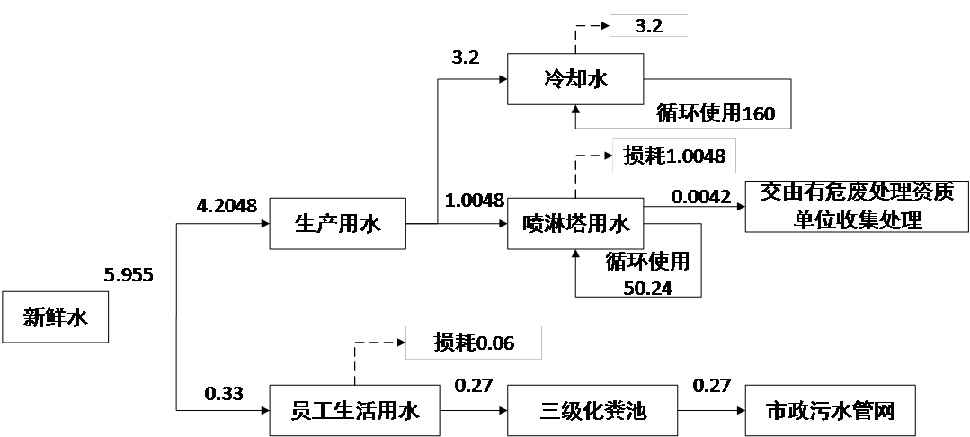 3.2
3.2
冷却水
循环使用160
损耗1.0048
4.2048
1.0048
0.0042
交由有危废处理资质
单位收集处理
生产用水
喷淋塔用水
循环使用
50.24
5.955
新鲜水
损耗0.06
0.33
0.27
0.27
员工生活用水
三级化粪池
市政污水管网